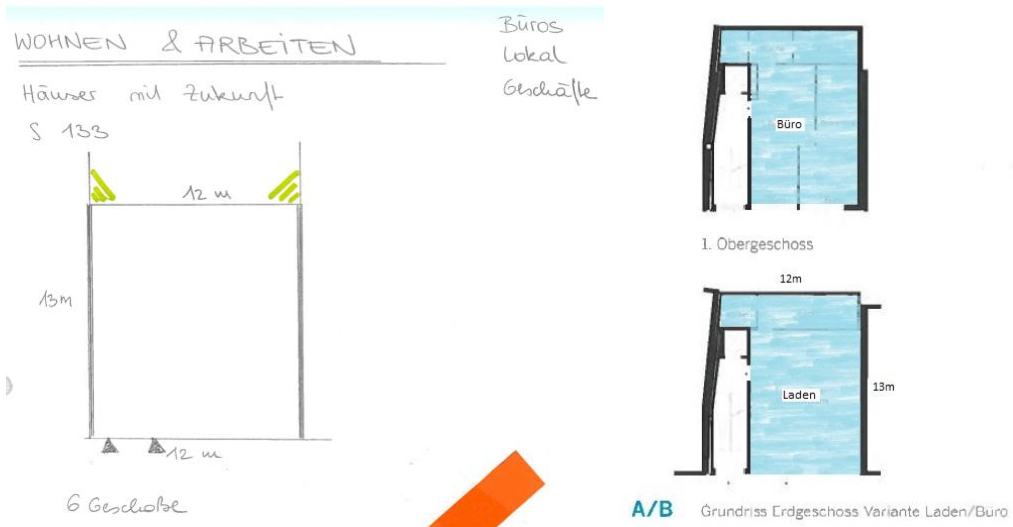 WOHNEN & ARBEITEN
Häuser mit Zukunft
S 133
12 m
13m
12 m
6 Geschoße
Büros
Lokal
Geschäfte
Büro
1. Obergeschoss
12m
Laden
13m
A/B Grundriss Erdgeschoss Variante Laden/Büro